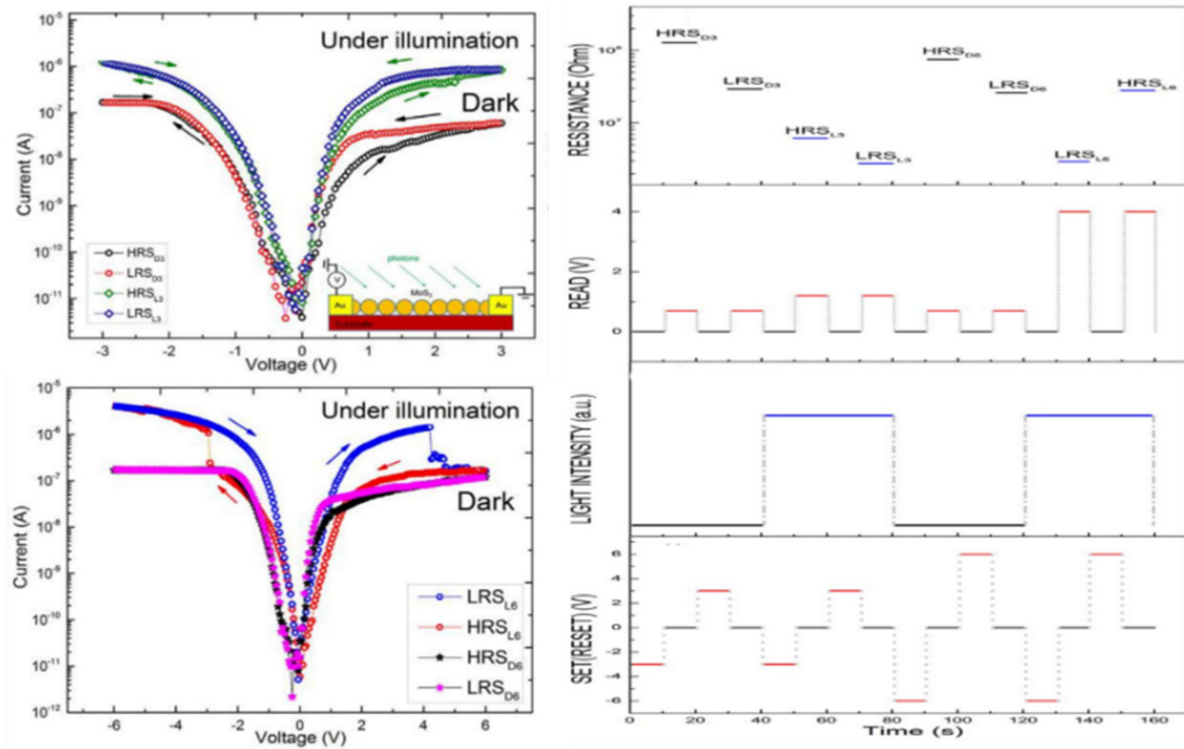 10⁻⁵
10⁻⁶
10⁻⁷
10⁻⁸
10⁻⁹
10⁻¹⁰
10⁻¹¹
Current (A)
Under illumination
Dark
HRS_D3
LRS_D3
HRS_L3
LRS_L3
photons
V
MoS₂
Au
Au
Substrate
-3 -2 -1 0 1 2 3
Voltage (V)
10⁻⁵
10⁻⁶
10⁻⁷
10⁻⁸
10⁻⁹
10⁻¹⁰
10⁻¹¹
10⁻¹²
Current (A)
Under illumination
Dark
LRS_L6
HRS_L6
HRS_D6
LRS_D6
-6 -4 -2 0 2 4 6
Voltage (V)
RESISTANCE (Ohm)
10⁷
HRS_D3
LRS_D3
HRS_L3
LRS_L3
HRS_D6
LRS_D6
LRS_L6
HRS_L6
READ (V)
4
2
0
LIGHT INTENSITY (a.u.)
SET(RESET) (V)
6
4
2
0
-2
-4
-6
0 20 40 60 80 100 120 140 160
Time (s)